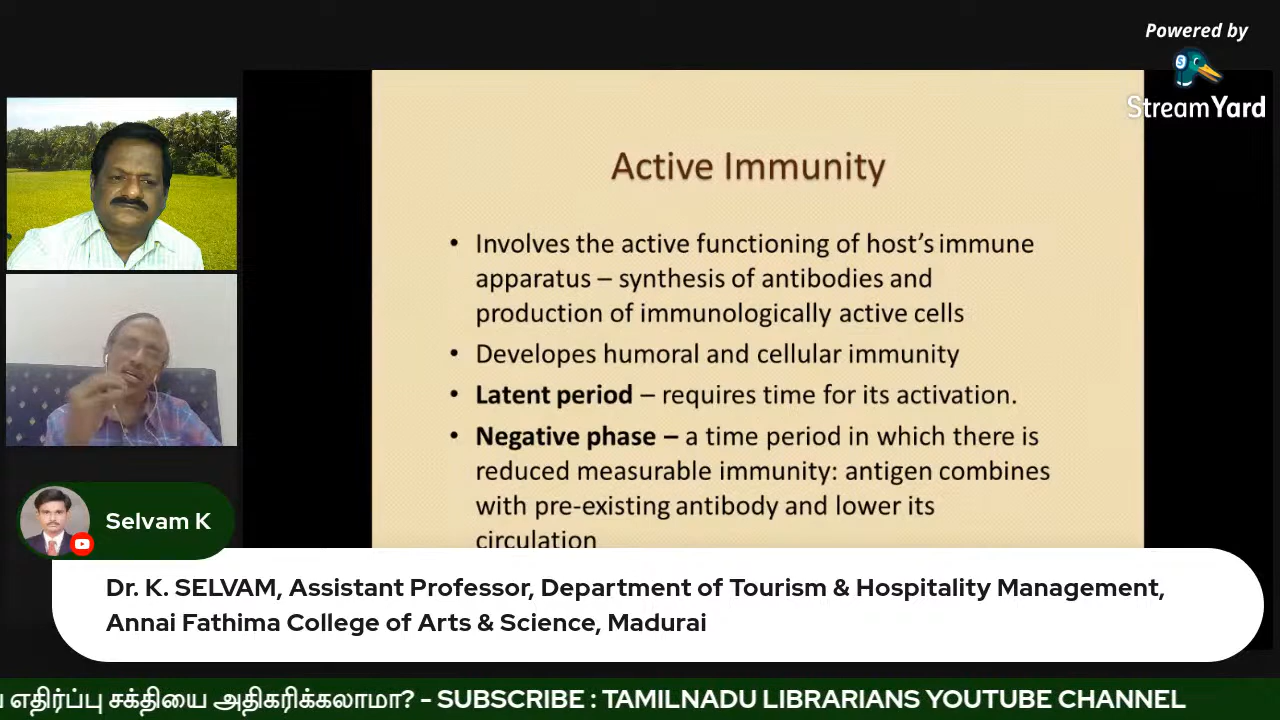 Powered by
StreamYard
Active Immunity
• Involves the active functioning of host’s immune
apparatus – synthesis of antibodies and
production of immunologically active cells
• Developes humoral and cellular immunity
• Latent period – requires time for its activation.
• Negative phase – a time period in which there is
reduced measurable immunity: antigen combines
with pre-existing antibody and lower its
circulation
Selvam K
Dr. K. SELVAM, Assistant Professor, Department of Tourism & Hospitality Management,
Annai Fathima College of Arts & Science, Madurai
எதிர்ப்பு சக்தியை அதிகரிக்கலாமா? - SUBSCRIBE : TAMILNADU LIBRARIANS YOUTUBE CHANNEL